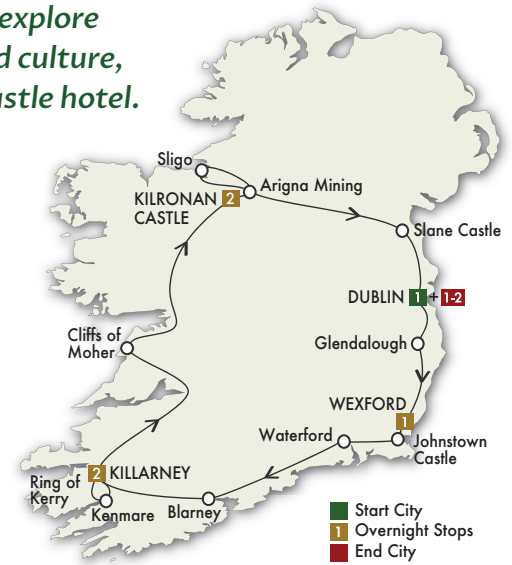 explore
d culture,
astle hotel.
Sligo
Arigna Mining
KILRONAN 2
CASTLE
Slane Castle
DUBLIN 1 + 1-2
Cliffs of
Moher
Glendalough
WEXFORD
1
Waterford
Johnstown
Castle
2 KILLARNEY
Ring of
Kerry
Kenmare
Blarney
Start City
1 Overnight Stops
End City